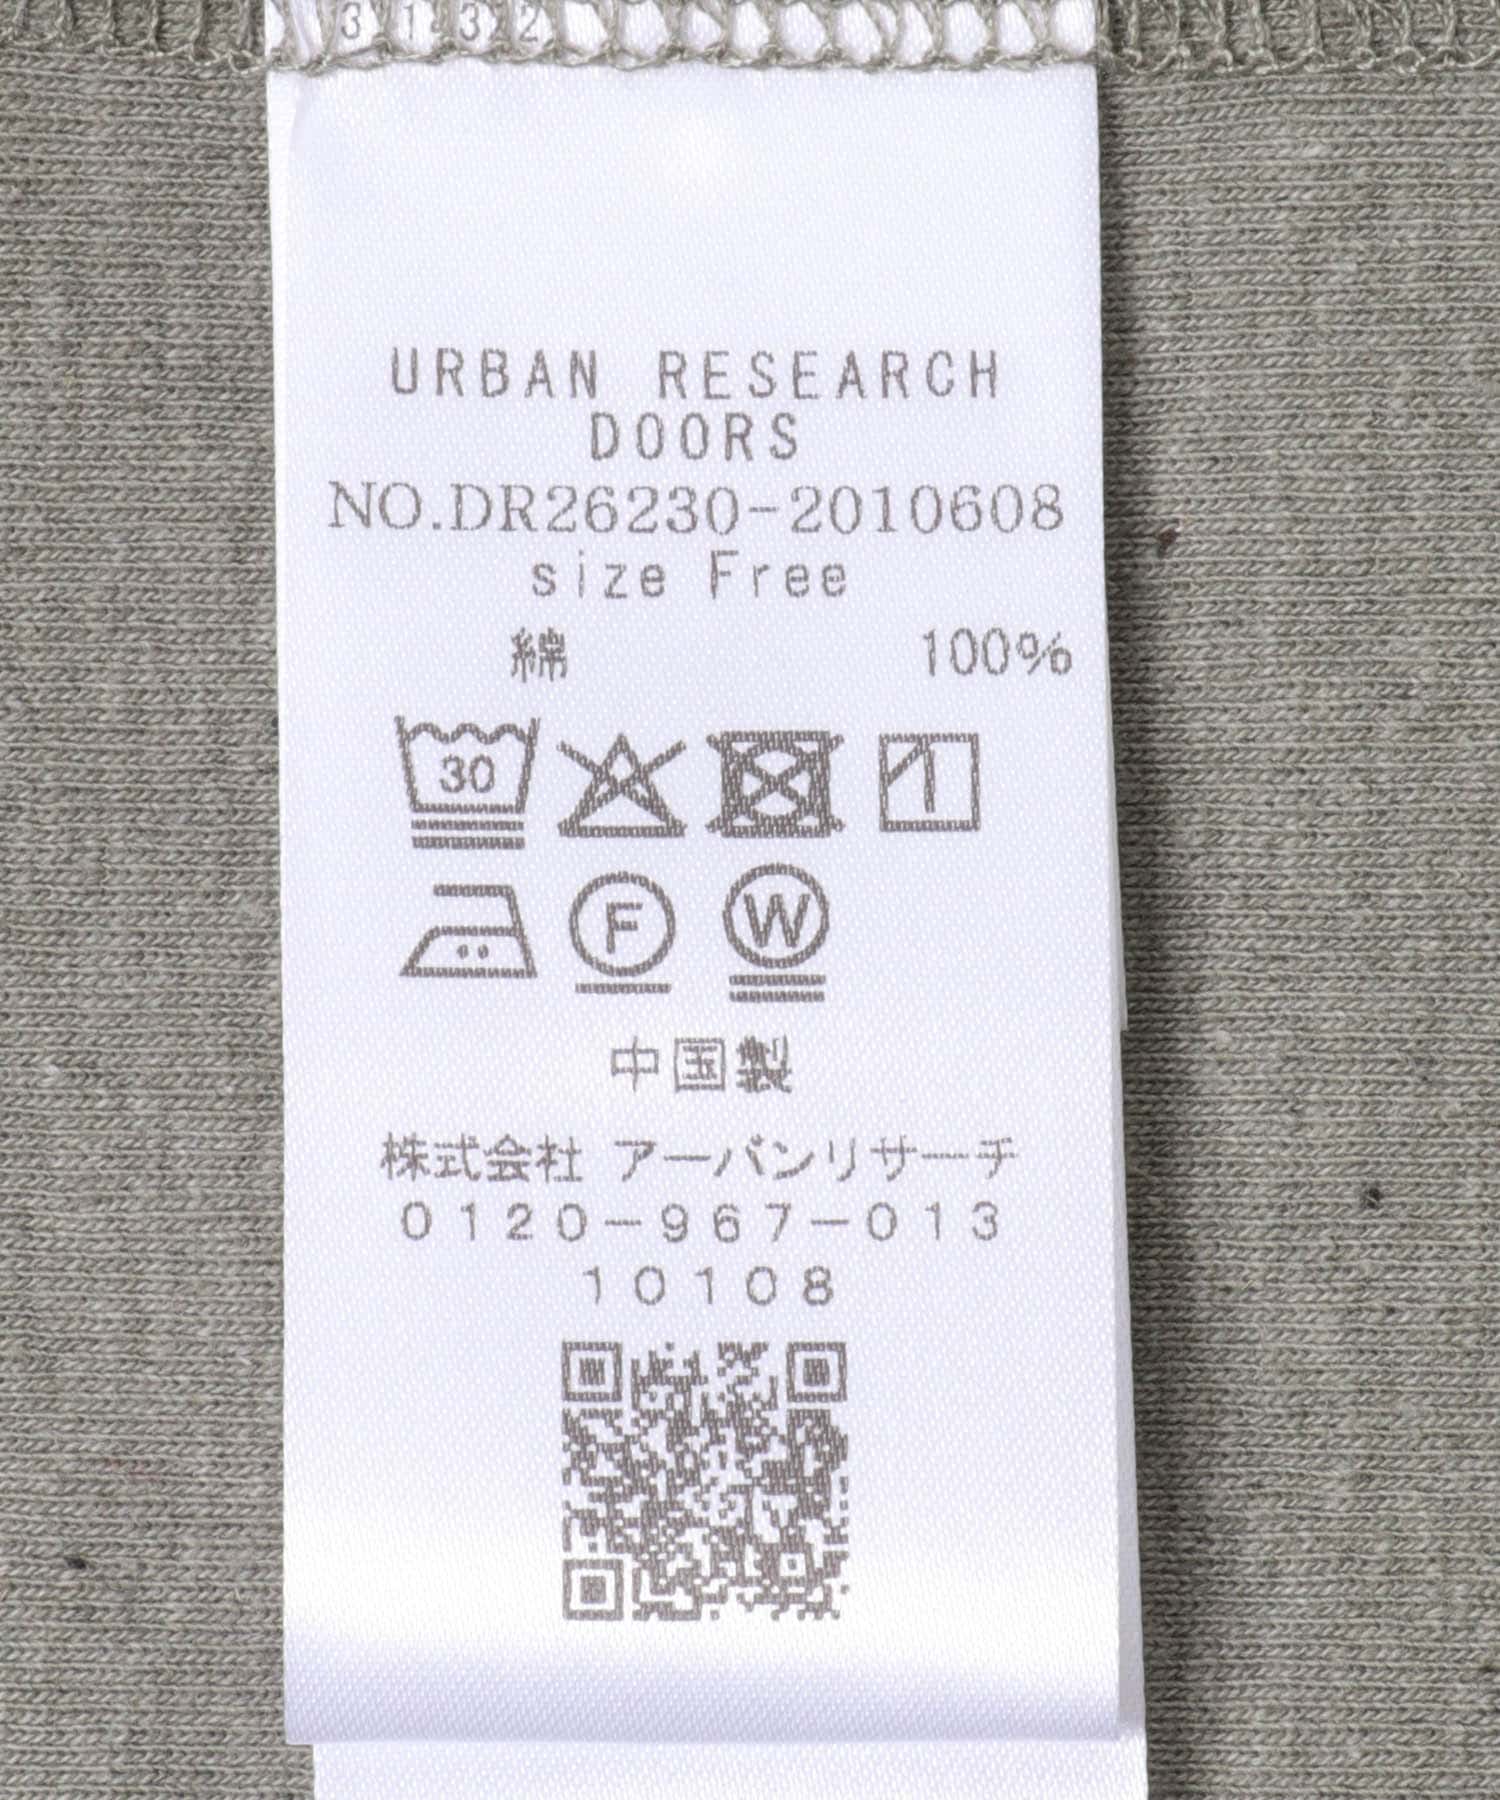 3132
URBAN RESEARCH
DOORS
NO.DR26230-2010608
size Free
綿 100%
30
F W
中国製
株式会社 アーバンリサーチ
0120-967-013
10108